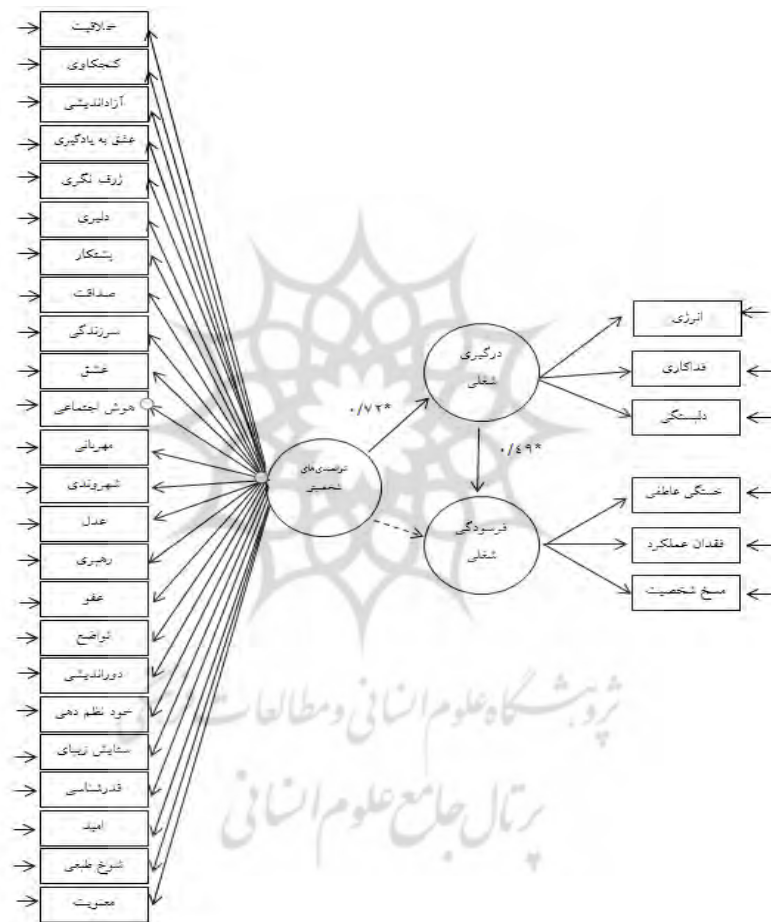 خلاقیت
کنجکاوی
آزاداندیشی
عشق به یادگیری
ژرف نگری
دلیری
پشتکار
صداقت
سرزندگی
عشق
هوش اجتماعی
مهربانی
شهروندی
عدل
رهبری
عفو
تواضع
دوراندیشی
خود نظم دهی
ستایش زیبای
قدرشناسی
امید
شوخ طبعی
معنویت
توانمندی‌های
شخصیتی
۰/۷۲*
درگیری
شغلی
۰/٤۹*
فرسودگی
شغلی
انرژی
فداکاری
دلبستگی
خستگی عاطفی
فقدان عملکرد
مسخ شخصیت
پژوهشگاه علوم انسانی و مطالعات فرهنگی
پرتال جامع علوم انسانی